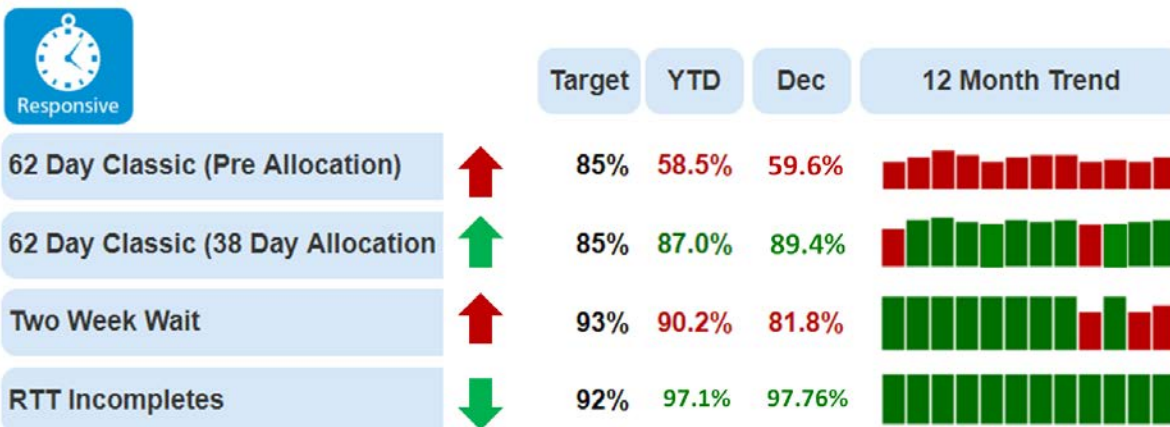 Responsive
Target YTD Dec 12 Month Trend
62 Day Classic (Pre Allocation) 85% 58.5% 59.6%
62 Day Classic (38 Day Allocation 85% 87.0% 89.4%
Two Week Wait 93% 90.2% 81.8%
RTT Incompletes 92% 97.1% 97.76%